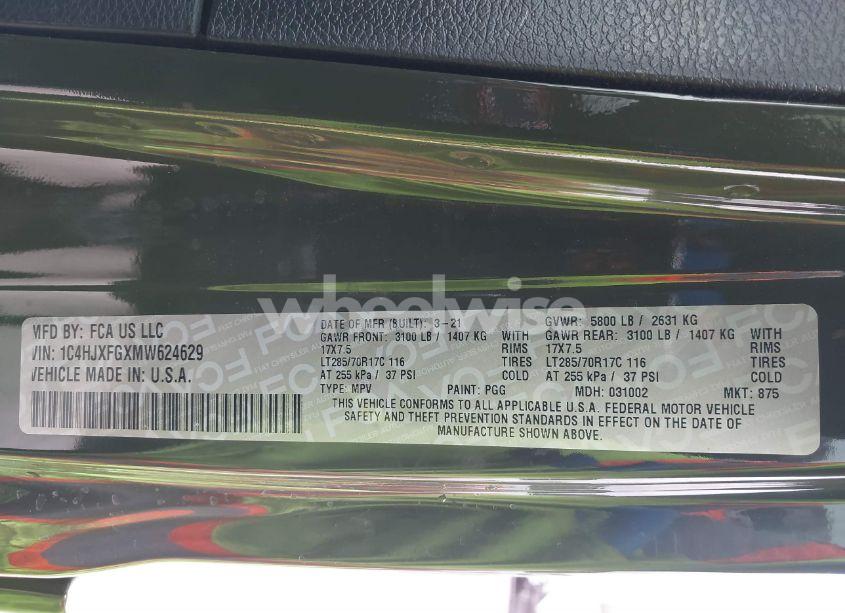 wheelwise
MFD BY: FCA US LLC
VIN: 1C4HJXFGXMW624629
VEHICLE MADE IN: U.S.A.
DATE OF MFR (BUILT): 3-21 GVWR: 5800 LB / 2631 KG
GAWR FRONT: 3100 LB / 1407 KG GAWR REAR: 3100 LB / 1407 KG
17X7.5 RIMS 17X7.5 RIMS
LT285/70R17C 116 TIRES LT285/70R17C 116 TIRES
AT 255 kPa / 37 PSI COLD AT 255 kPa / 37 PSI COLD
TYPE: MPV PAINT: PGG MDH: 031002 MKT: 875
THIS VEHICLE CONFORMS TO ALL APPLICABLE U.S.A. FEDERAL MOTOR VEHICLE
SAFETY AND THEFT PREVENTION STANDARDS IN EFFECT ON THE DATE OF
MANUFACTURE SHOWN ABOVE.